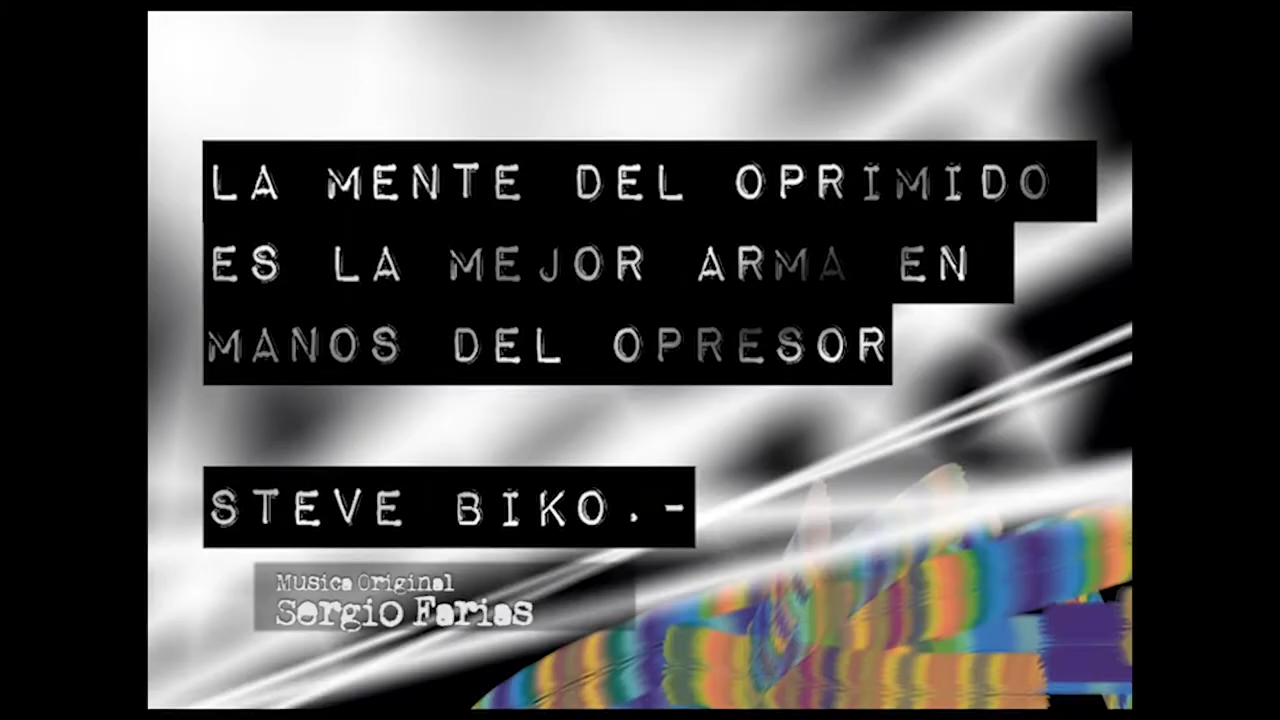 LA MENTE DEL OPRIMIDO
ES LA MEJOR ARMA EN
MANOS DEL OPRESOR
STEVE BIKO.-
Musica Original
Sergio Farias